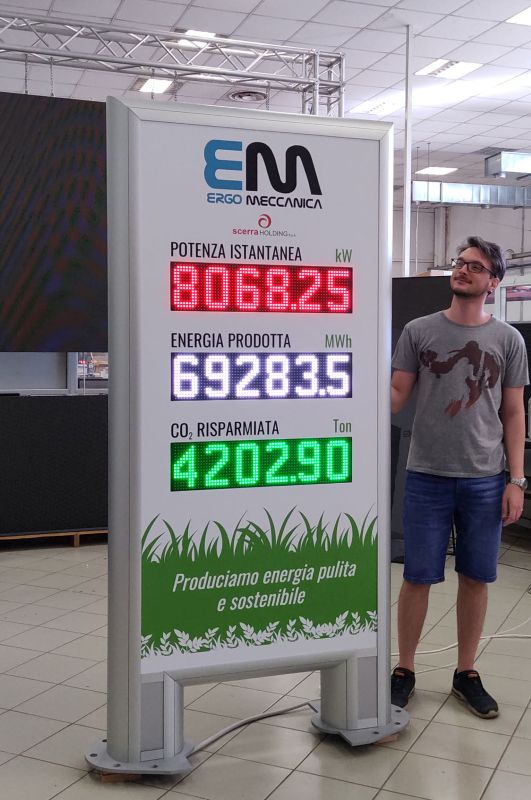 EM
ERGO MECCANICA
scerra HOLDING S.p.A.
POTENZA ISTANTANEA kW
8068.25
ENERGIA PRODOTTA MWh
69283.5
CO₂ RISPARMIATA Ton
4202.90
Produciamo energia pulita
e sostenibile